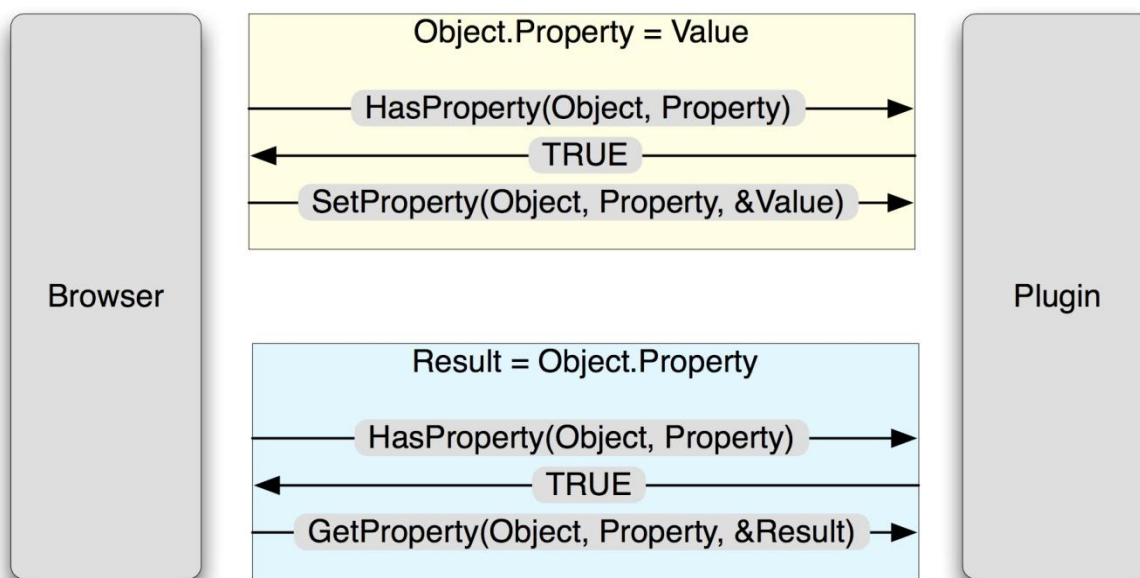 Object.Property = Value
HasProperty(Object, Property)
TRUE
SetProperty(Object, Property, &Value)
Browser
Plugin
Result = Object.Property
HasProperty(Object, Property)
TRUE
GetProperty(Object, Property, &Result)